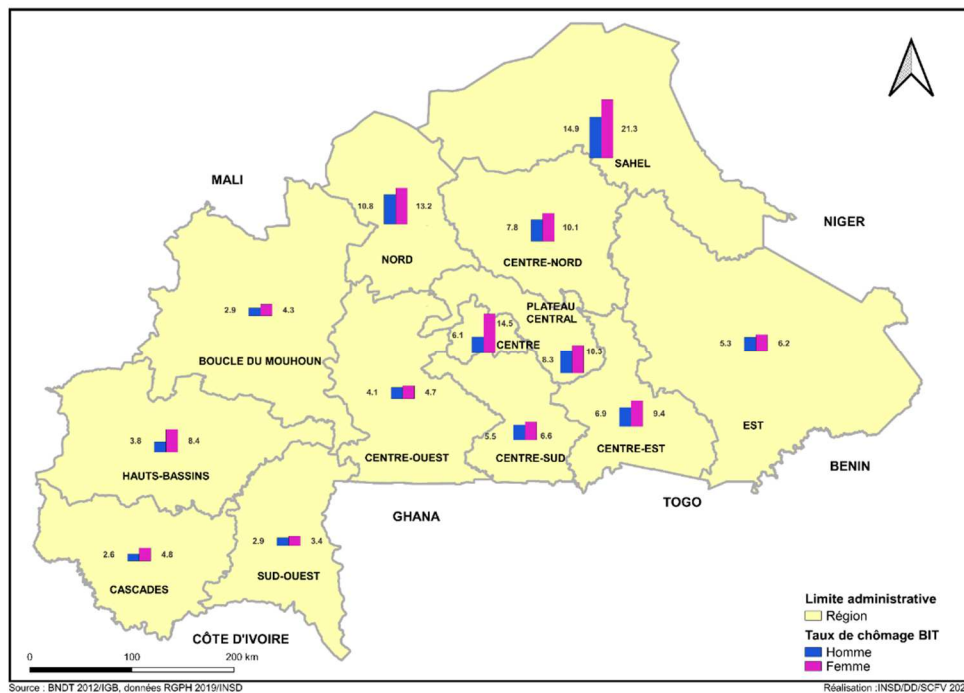 14.9 21.3
SAHEL
MALI
NIGER
10.8 13.2
NORD
7.8 10.1
CENTRE-NORD
2.9 4.3
BOUCLE DU MOUHOUN
PLATEAU
CENTRAL
6.1 14.5
CENTRE
8.3 10.3
5.3 6.2
EST
4.1 4.7
CENTRE-OUEST
5.5 6.6
CENTRE-SUD
6.9 9.4
CENTRE-EST
3.8 8.4
HAUTS-BASSINS
BENIN
TOGO
GHANA
2.6 4.8
CASCADES
2.9 3.4
SUD-OUEST
CÔTE D'IVOIRE
Limite administrative
Région
Taux de chômage BIT
Homme
Femme
0 100 200 km
Source : BNDT 2012/IGB, données RGPH 2019/INSD
Réalisation :INSD/DD/SCFV 202